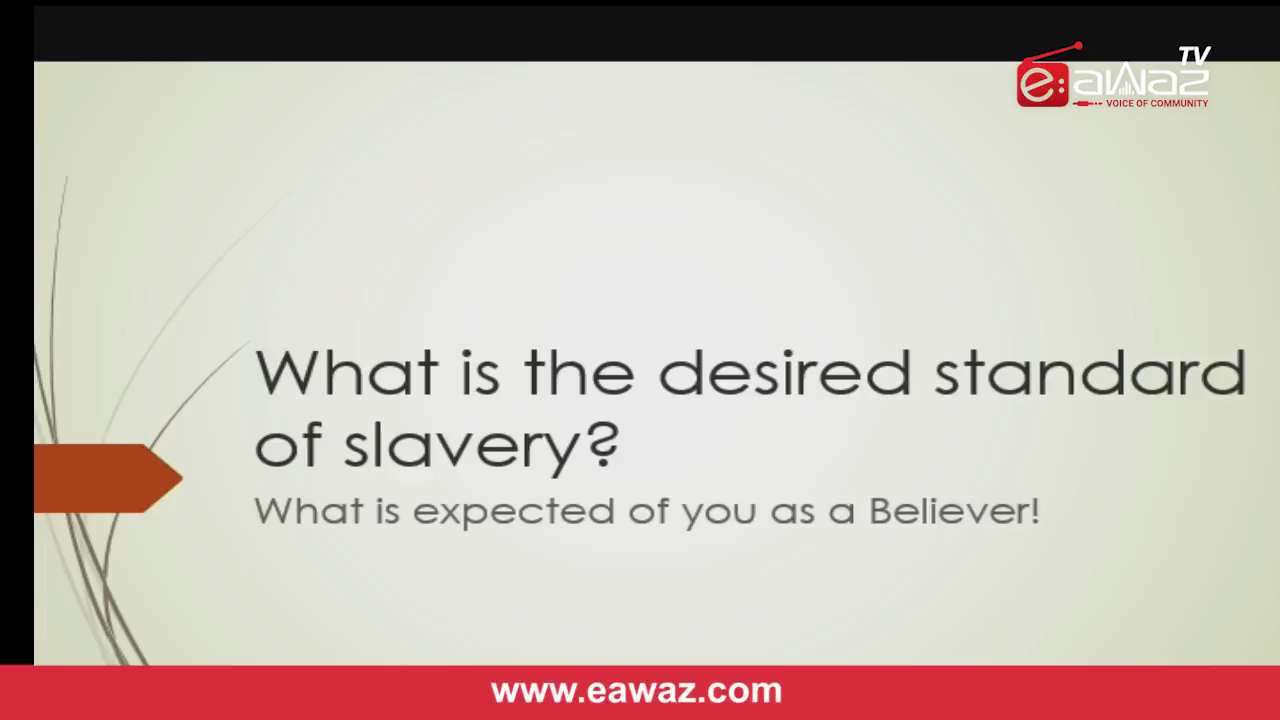 TV
e:awaz
VOICE OF COMMUNITY
What is the desired standard
of slavery?
What is expected of you as a Believer!
www.eawaz.com